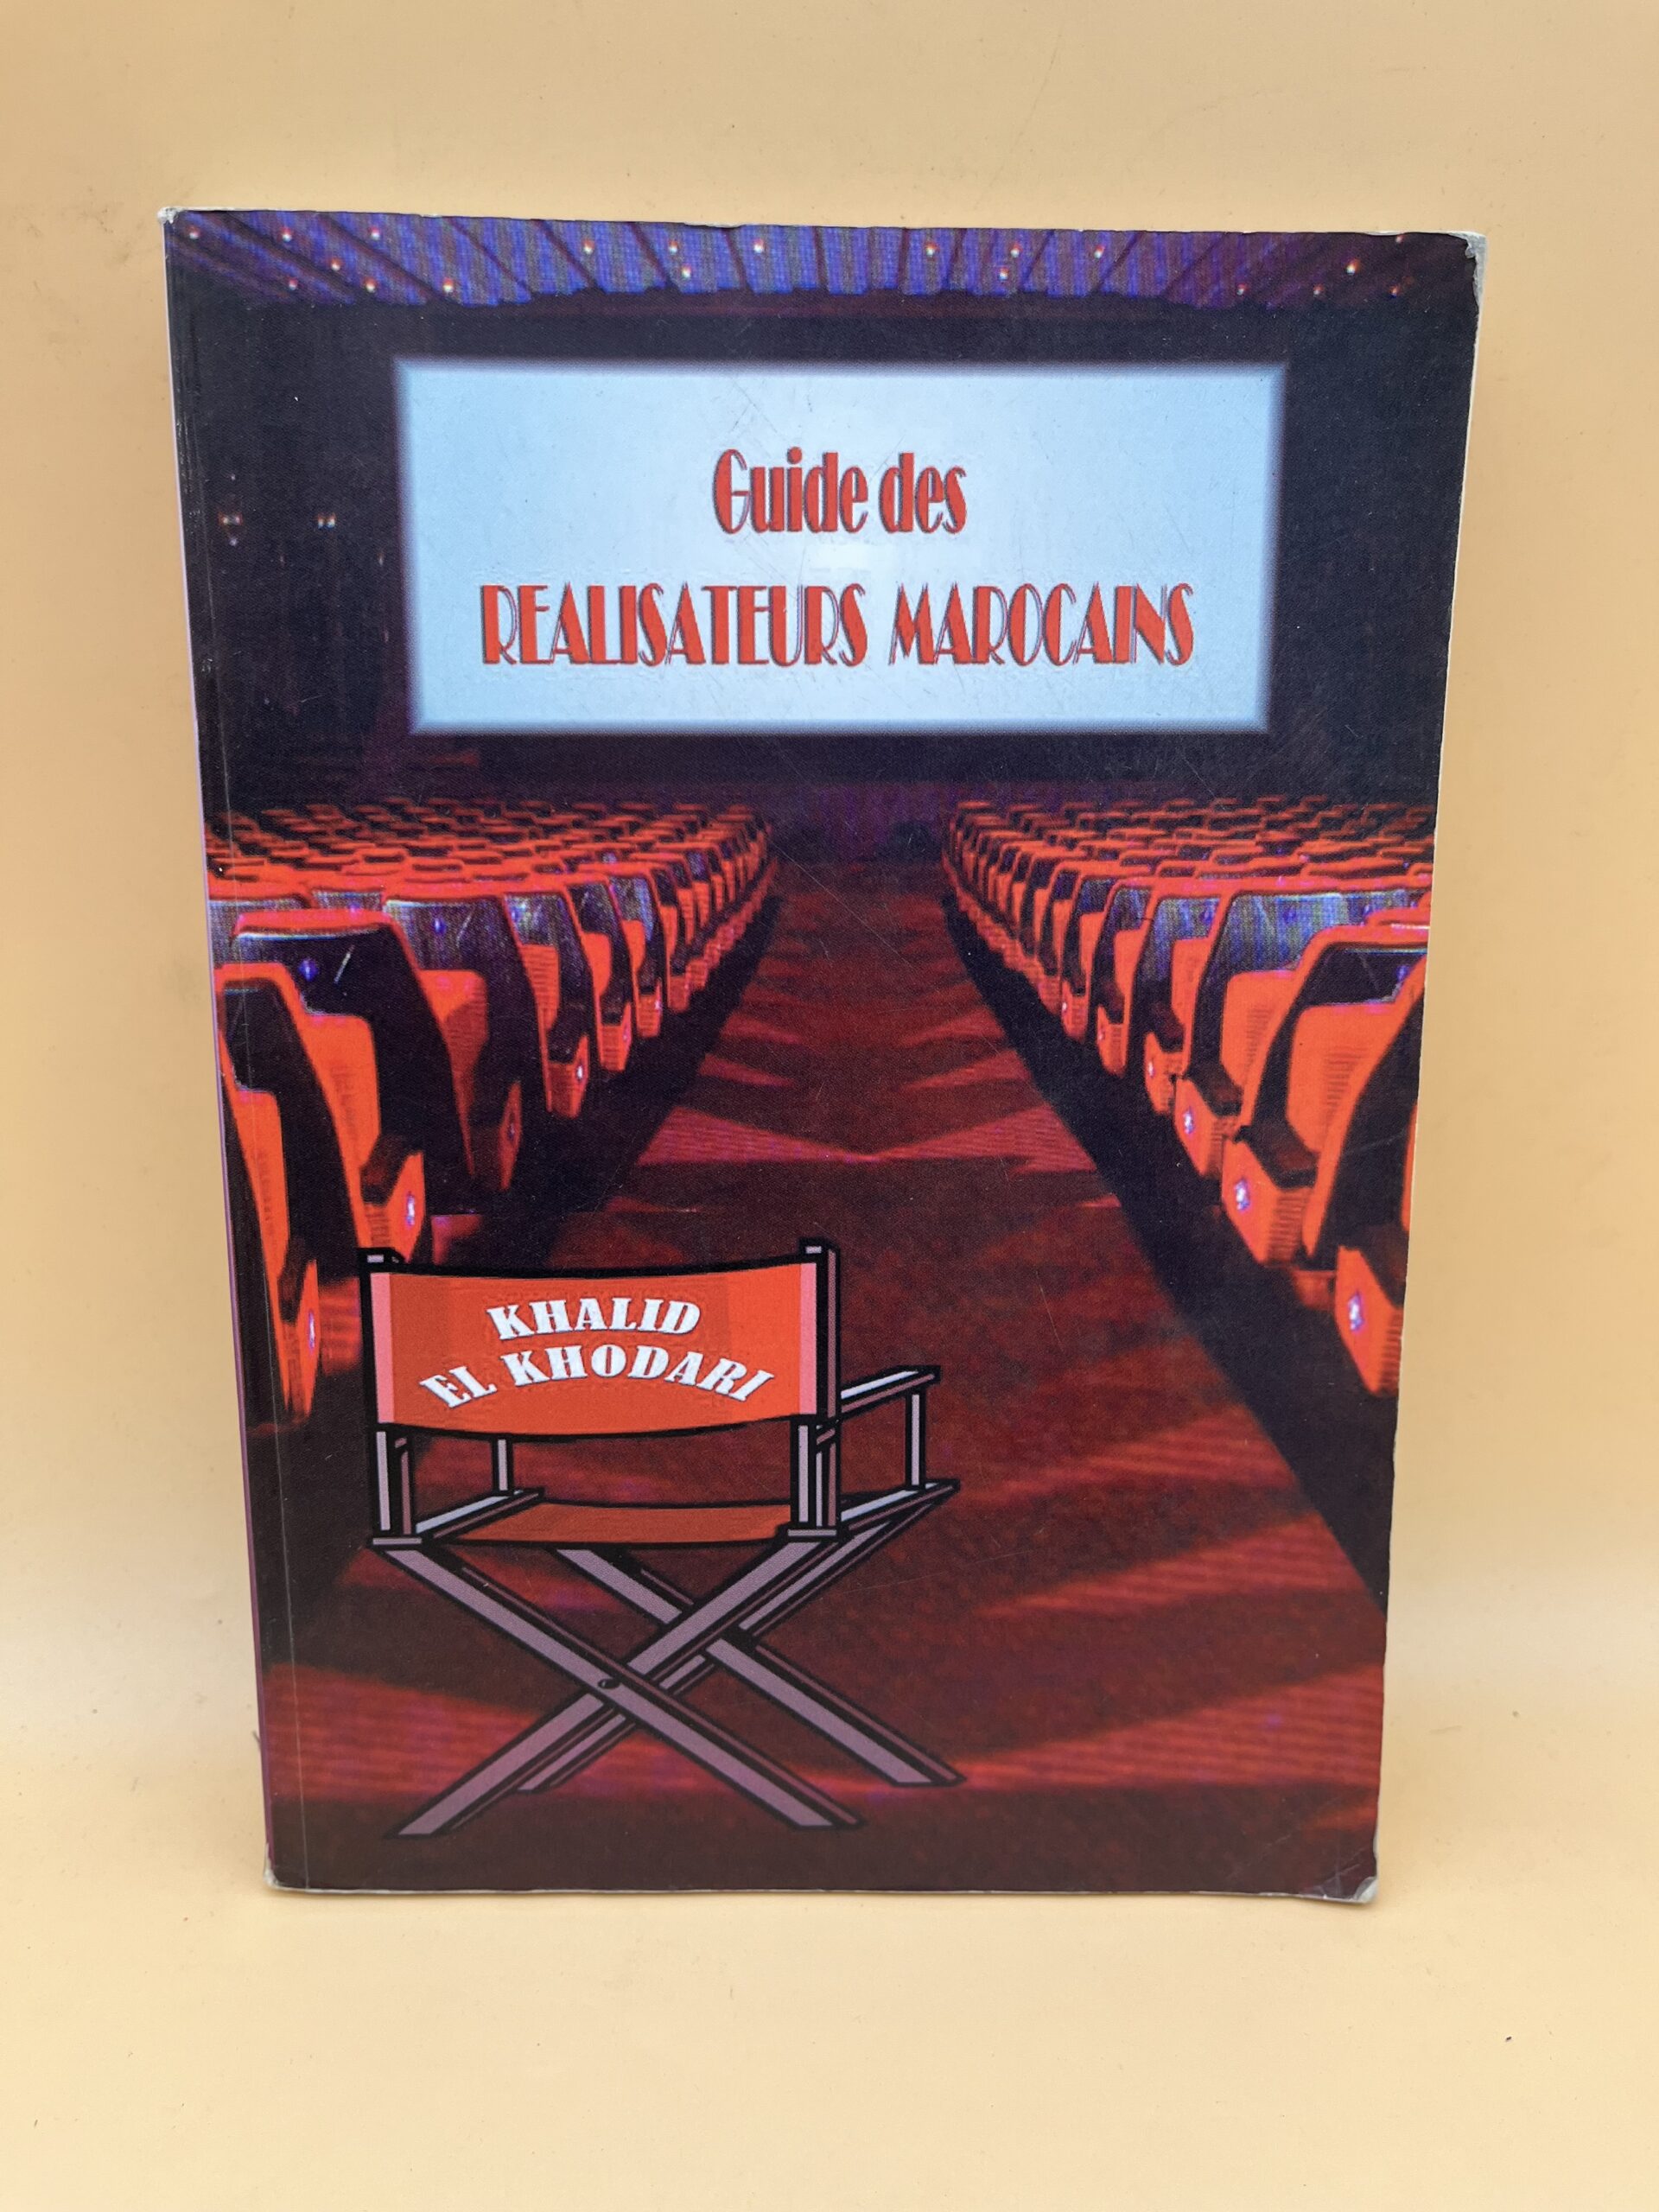 Guide des
REALISATEURS MAROCAINS
KHALID
EL KHODARI